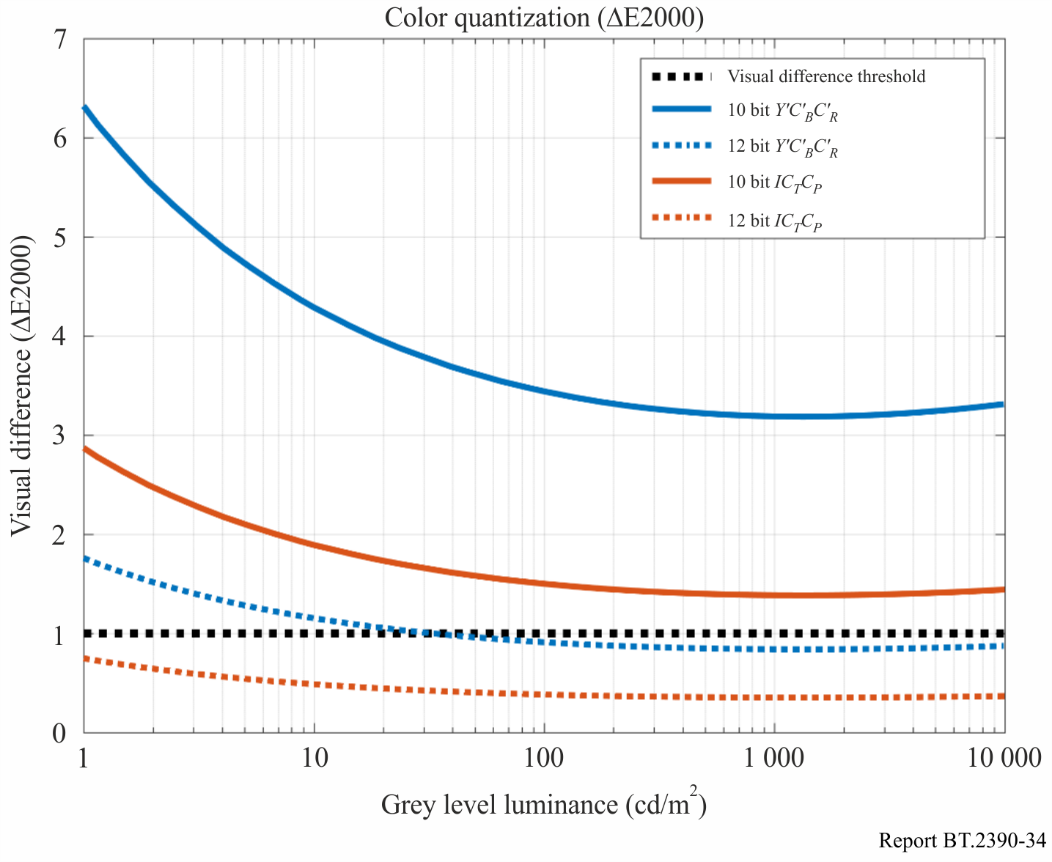 Color quantization (ΔE2000)
7
6
5
4
3
2
1
0
Visual difference (ΔE2000)
Visual difference threshold
10 bit Y′C′BC′R
12 bit Y′C′BC′R
10 bit ICTCP
12 bit ICTCP
1
10
100
1 000
10 000
Grey level luminance (cd/m²)
Report BT.2390-34